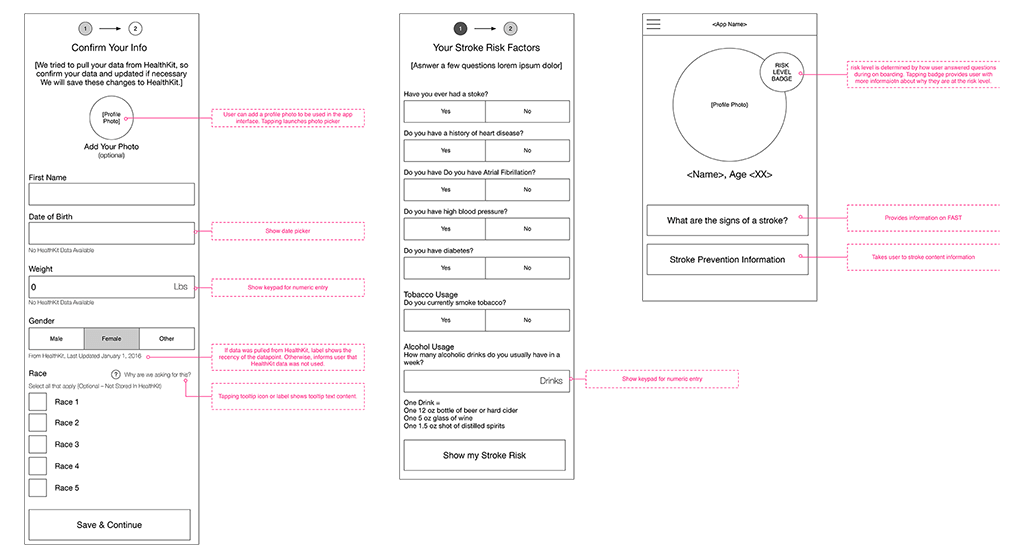 1
2
Confirm Your Info
[We tried to pull your data from HealthKit, so
confirm your data and updated if necessary
We will save these changes to HealthKit.]
[Profile
Photo]
Add Your Photo
(optional)
First Name
Date of Birth
No HealthKit Data Available
Weight
0
Lbs
No HealthKit Data Available
Gender
Male
Female
Other
From HealthKit, Last Updated January 1, 2016
Race
? Why are we asking for this?
Select all that apply (Optional – Not Stored In HealthKit)
Race 1
Race 2
Race 3
Race 4
Race 5
Save & Continue
User can add a profile photo to be used in the app
interface. Tapping launches photo picker
Show date picker
Show keypad for numeric entry
If data was pulled from HealthKit, label shows the
recency of the datapoint. Otherwise, informs user that
HealthKit data was not used.
Tapping tooltip icon or label shows tooltip text content.
1
2
Your Stroke Risk Factors
[Asnwer a few questions lorem ipsum dolor]
Have you ever had a stoke?
Yes
No
Do you have a history of heart disease?
Yes
No
Do you have Do you have Atrial Fibrillation?
Yes
No
Do you have high blood pressure?
Yes
No
Do you have diabetes?
Yes
No
Tobacco Usage
Do you currently smoke tobacco?
Yes
No
Alcohol Usage
How many alcoholic drinks do you usually have in a
week?
Drinks
One Drink =
One 12 oz bottle of beer or hard cider
One 5 oz glass of wine
One 1.5 oz shot of distilled spirits
Show my Stroke Risk
Show keypad for numeric entry
<App Name>
RISK
LEVEL
BADGE
[Profile Photo]
<Name>, Age <XX>
What are the signs of a stroke?
Stroke Prevention Information
risk level is determined by how user answered questions
during on boarding. Tapping badge provides user with
more informaiotn about why they are at the risk level.
Provides information on FAST.
Takes user to stroke content information